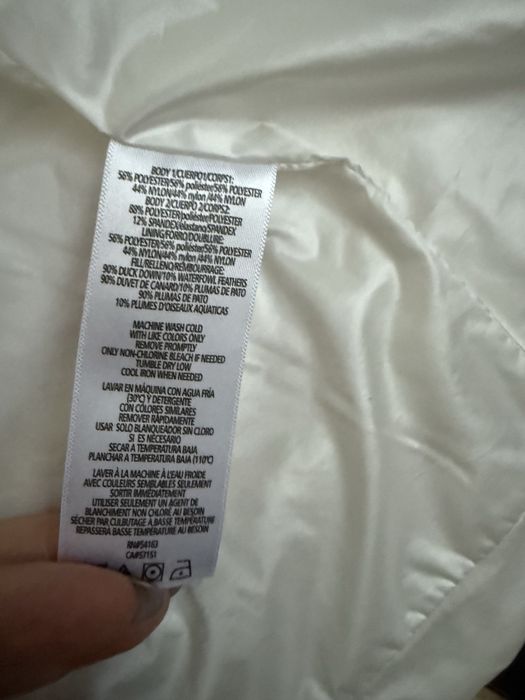 BODY 1/CUERPO1/CORPS1:
56% POLYESTER/56% poliéster/56% POLYESTER
44% NYLON/44% nylon /44% NYLON
BODY 2/CUERPO 2/CORPS2:
88% POLYESTER/poliéster/POLYESTER
12% SPANDEX/elastano/SPANDEX
LINING/FORRO/DOUBLURE:
56% POLYESTER/56% poliéster/56% POLYESTER
44% NYLON/44% nylon /44% NYLON
FILL/RELLENO/REMBOURRAGE:
90% DUCK DOWN/10% WATERFOWL FEATHERS
90% DUVET DE CANARD/10% PLUMAS DE PATO
90% PLUMAS DE PATO
10% PLUMES D'OISEAUX AQUATICAS
MACHINE WASH COLD
WITH LIKE COLORS ONLY
REMOVE PROMPTLY
ONLY NON-CHLORINE BLEACH IF NEEDED
TUMBLE DRY LOW
COOL IRON WHEN NEEDED
LAVAR EN MÁQUINA CON AGUA FRÍA
(30°C) Y DETERGENTE
CON COLORES SIMILARES
REMOVER RÁPIDAMENTE
USAR SOLO BLANQUEADOR SIN CLORO
SI ES NECESARIO
SECAR A TEMPERATURA BAJA
PLANCHAR A TEMPERATURA BAJA (110°C)
LAVER À LA MACHINE À L'EAU FROIDE
AVEC COULEURS SEMBLABLES SEULEMENT
SORTIR IMMÉDIATEMENT
UTILISER SEULEMENT UN AGENT DE
BLANCHIMENT NON CHLORÉ AU BESOIN
SÉCHER PAR CULBUTAGE À BASSE TEMPÉRATURE
REPASSERA BASSE TEMPÉRATURE AU BESOIN
RN#54163
CA#57151